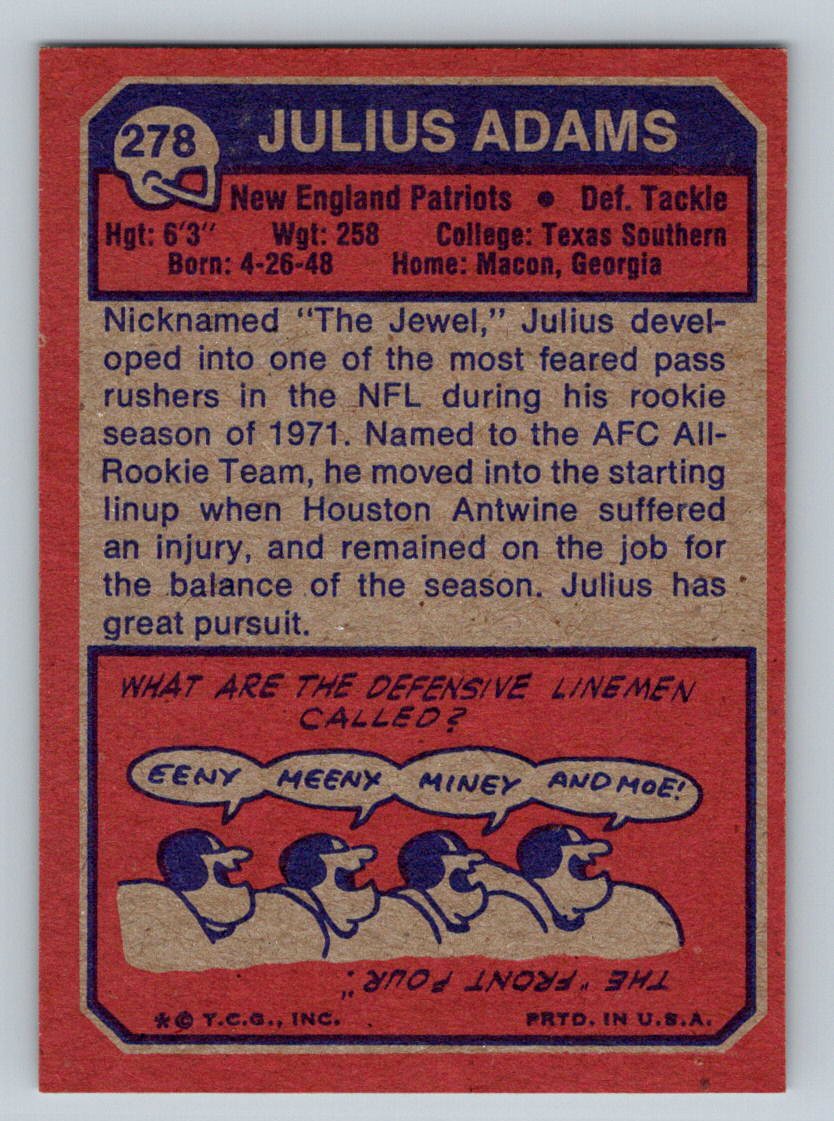 278
JULIUS ADAMS
New England Patriots • Def. Tackle
Hgt: 6'3" Wgt: 258 College: Texas Southern
Born: 4-26-48 Home: Macon, Georgia
Nicknamed "The Jewel," Julius devel-
oped into one of the most feared pass
rushers in the NFL during his rookie
season of 1971. Named to the AFC All-
Rookie Team, he moved into the starting
linup when Houston Antwine suffered
an injury, and remained on the job for
the balance of the season. Julius has
great pursuit.
WHAT ARE THE DEFENSIVE LINEMEN
CALLED?
EENY MEENY MINEY AND MOE!
THE "FRONT FOUR".
*© T.C.G., INC. PRTD. IN U.S.A.